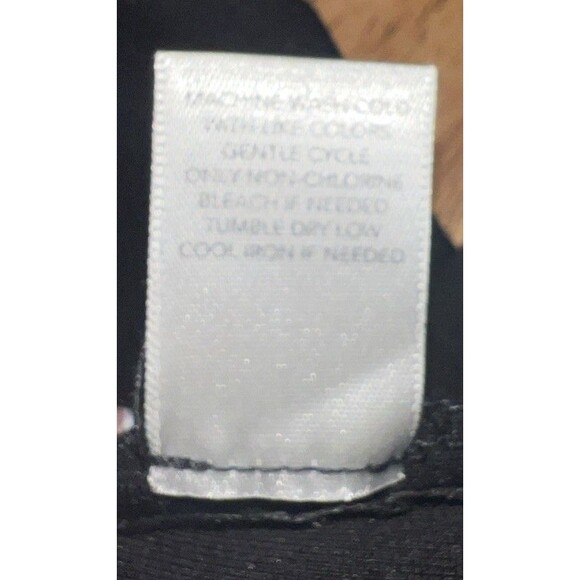 MACHINE WASH COLD
WITH LIKE COLORS
GENTLE CYCLE
ONLY NON-CHLORINE
BLEACH IF NEEDED
TUMBLE DRY LOW
COOL IRON IF NEEDED